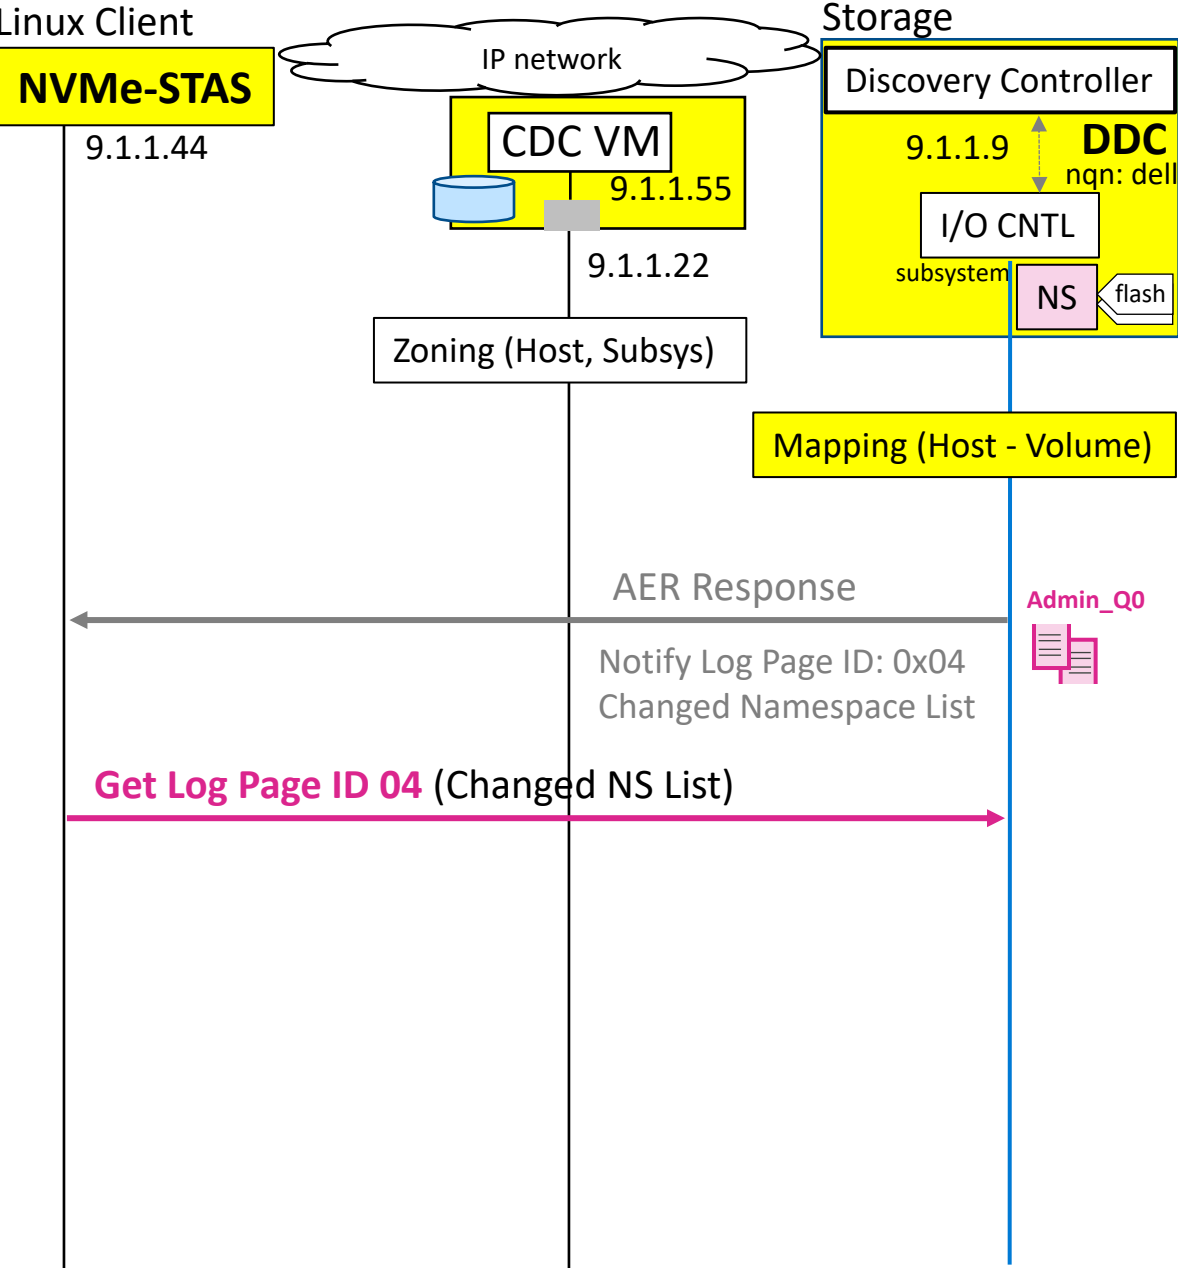 Linux Client
NVMe-STAS
9.1.1.44
IP network
CDC VM
9.1.1.55
9.1.1.22
Zoning (Host, Subsys)
Storage
Discovery Controller
9.1.1.9
DDC
nqn: dell
I/O CNTL
subsystem
NS
flash
Mapping (Host - Volume)
AER Response
Admin_Q0
Notify Log Page ID: 0x04
Changed Namespace List
Get Log Page ID 04 (Changed NS List)